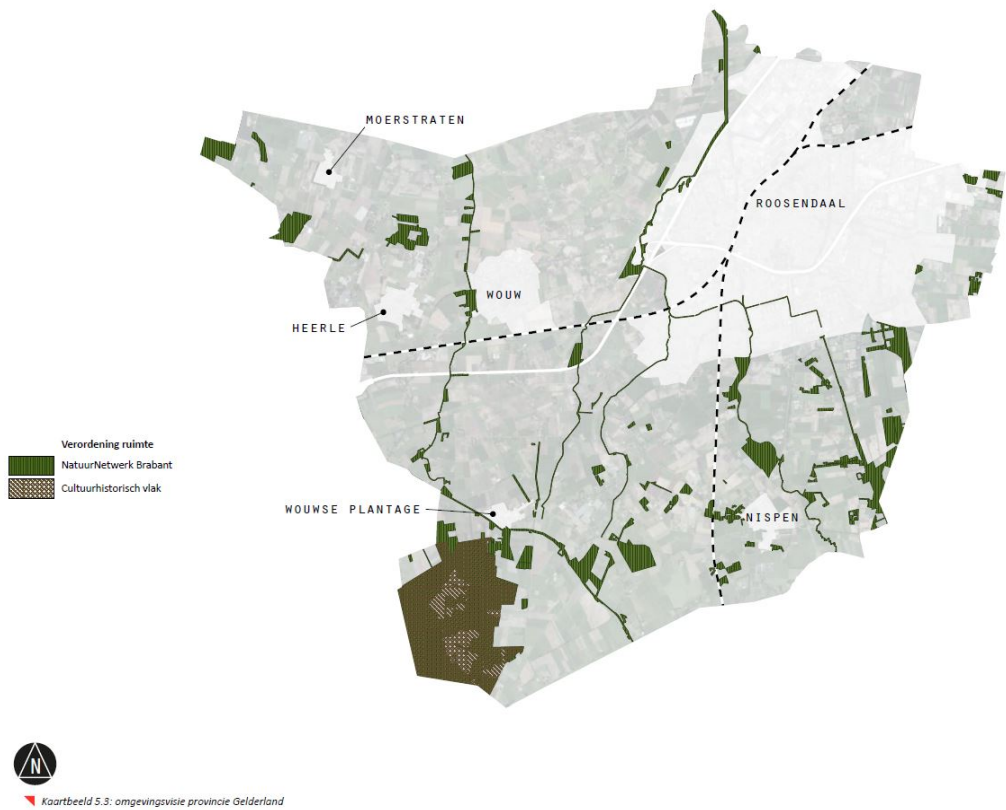 MOERSTRATEN
ROOSENDAAL
WOUW
HEERLE
Verordening ruimte
NatuurNetwerk Brabant
Cultuurhistorisch vlak
WOUWSE PLANTAGE
NISPEN
N
Kaartbeeld 5.3: omgevingsvisie provincie Gelderland